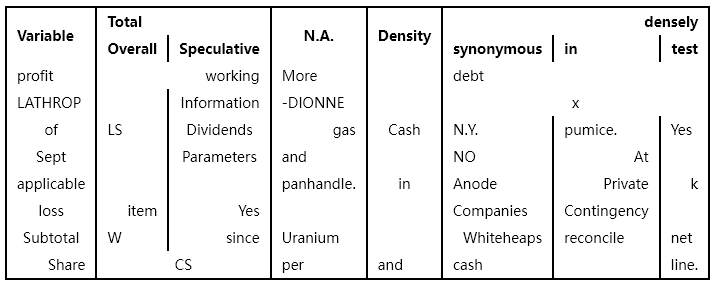 Variable Total N.A. Density densely
Overall Speculative synonymous in test
profit working More debt
LATHROP Information -DIONNE x
of LS Dividends gas Cash N.Y. pumice. Yes
Sept Parameters and NO At
applicable panhandle. in Anode Private k
loss item Yes Companies Contingency
Subtotal W since Uranium Whiteheaps reconcile net
Share CS per and cash line.